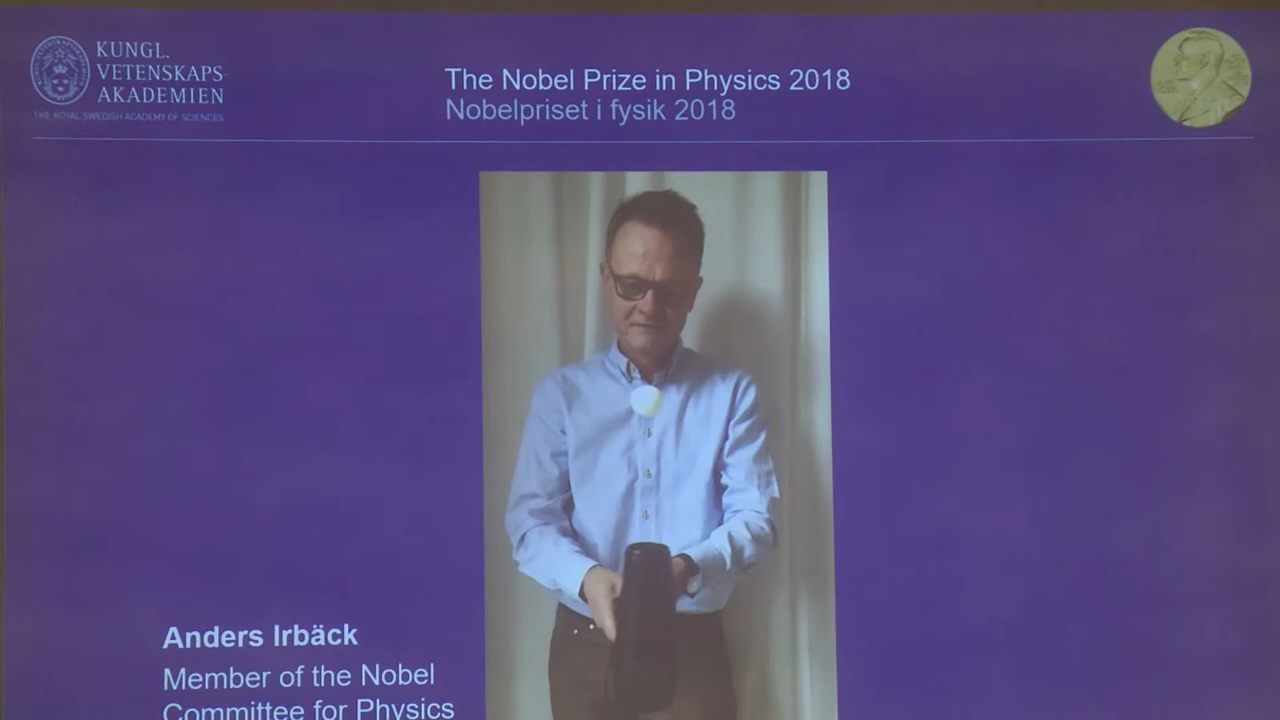 KUNGL.
VETENSKAPS-
AKADEMIEN
THE ROYAL SWEDISH ACADEMY OF SCIENCES
The Nobel Prize in Physics 2018
Nobelpriset i fysik 2018
Anders Irbäck
Member of the Nobel
Committee for Physics